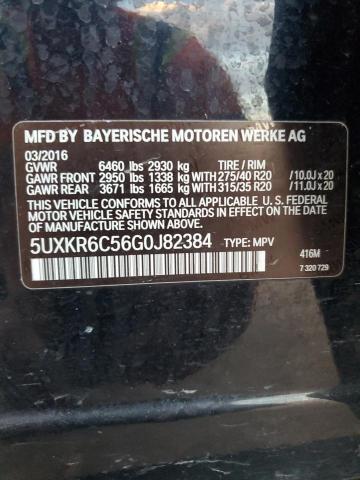 MFD BY BAYERISCHE MOTOREN WERKE AG
03/2016
GVWR 6460 lbs 2930 kg TIRE / RIM
GAWR FRONT 2950 lbs 1338 kg WITH 275/40 R20 / 10.0J x 20
GAWR REAR 3671 lbs 1665 kg WITH 315/35 R20 / 11.0J x 20
THIS VEHICLE CONFORMS TO ALL APPLICABLE U.S. FEDERAL
MOTOR VEHICLE SAFETY STANDARDS IN EFFECT
ON THE DATE OF MANUFACTURE SHOWN ABOVE.
5UXKR6C56G0J82384 TYPE: MPV
416M
7 320 729